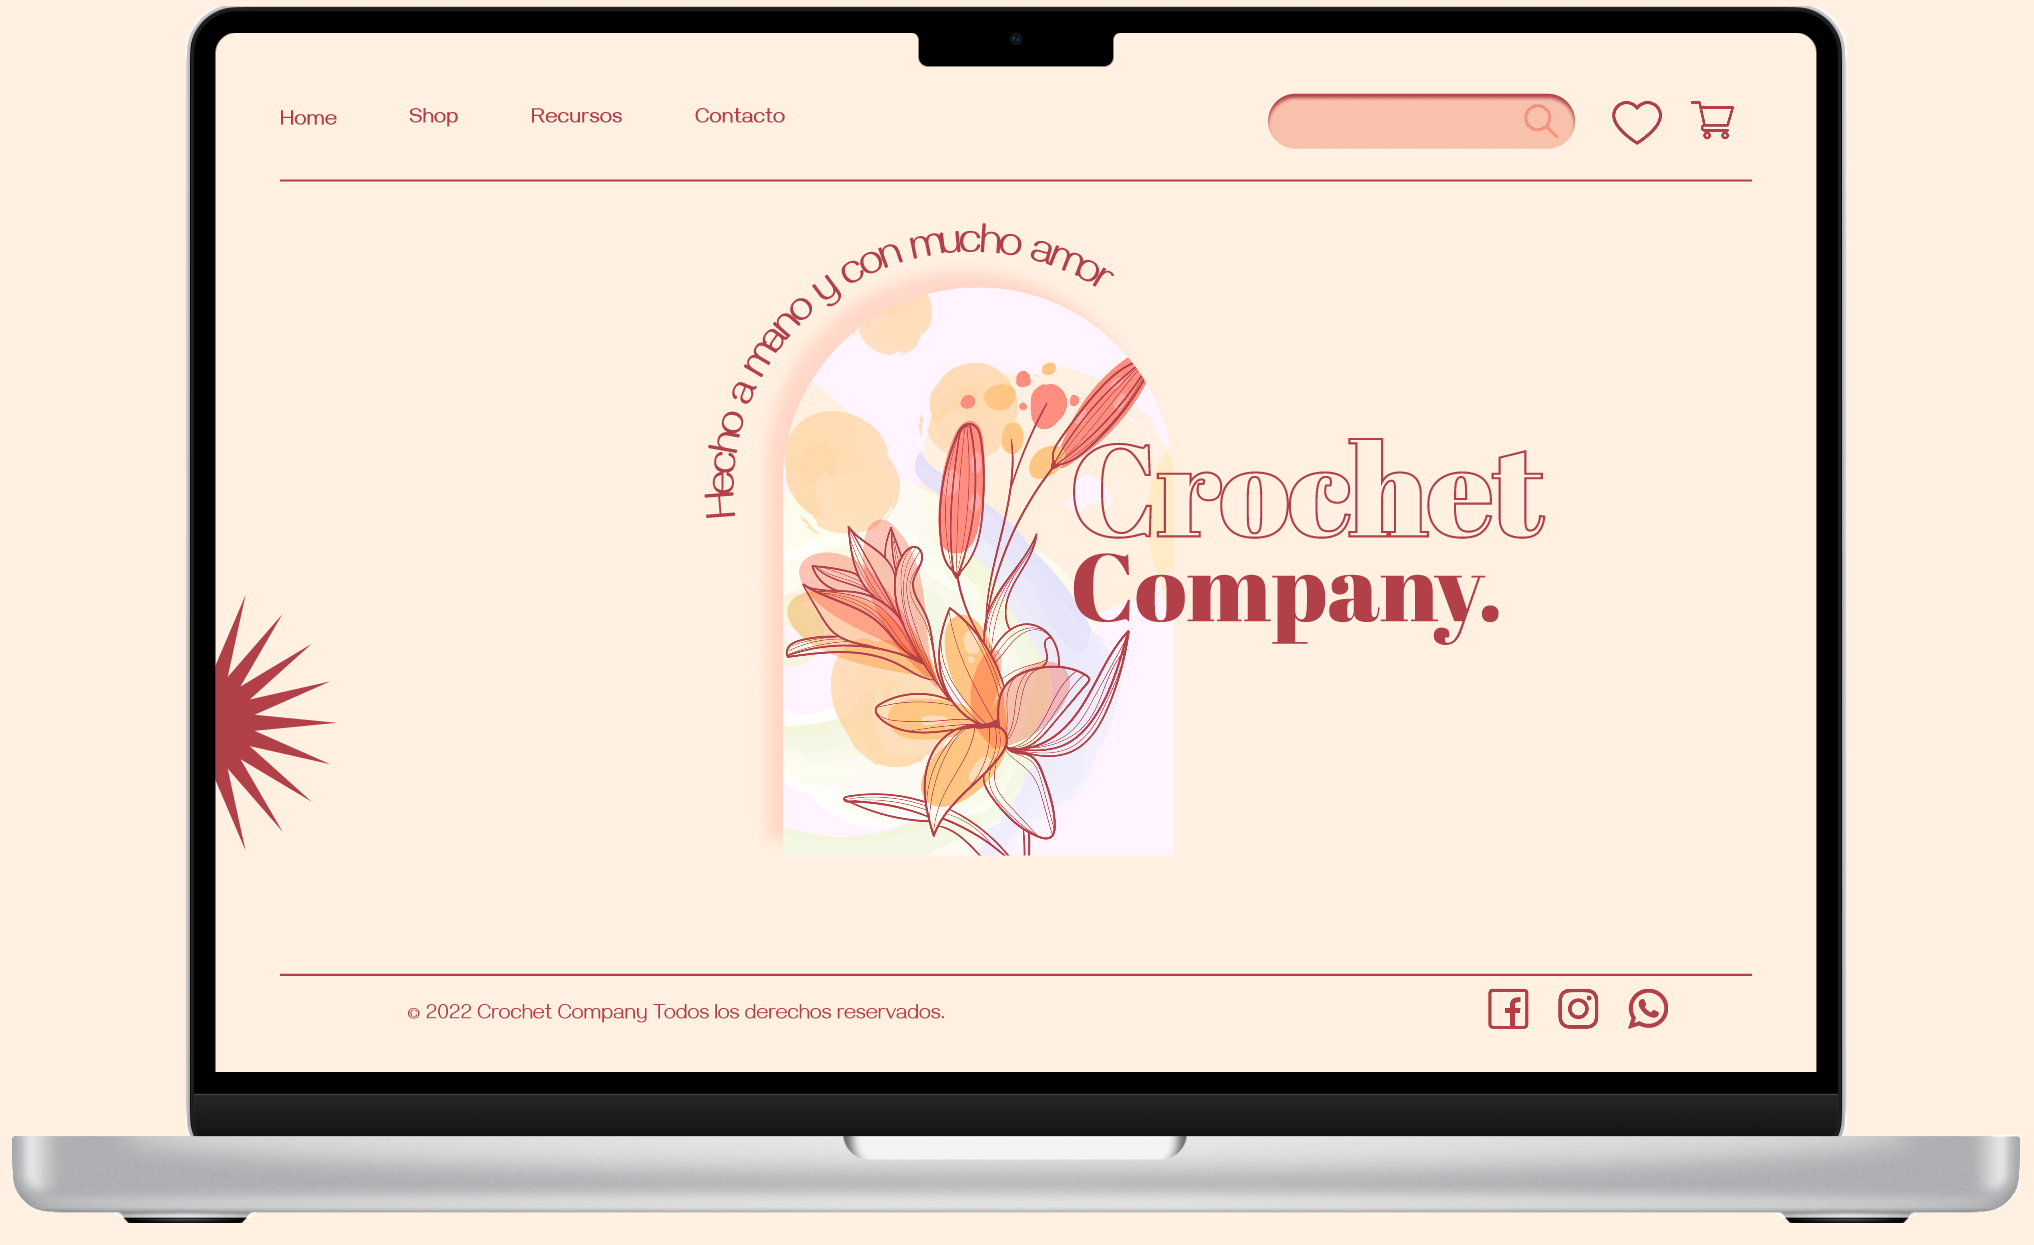 Home
Shop
Recursos
Contacto
Hecho a mano y con mucho amor
Crochet
Company.
© 2022 Crochet Company Todos los derechos reservados.